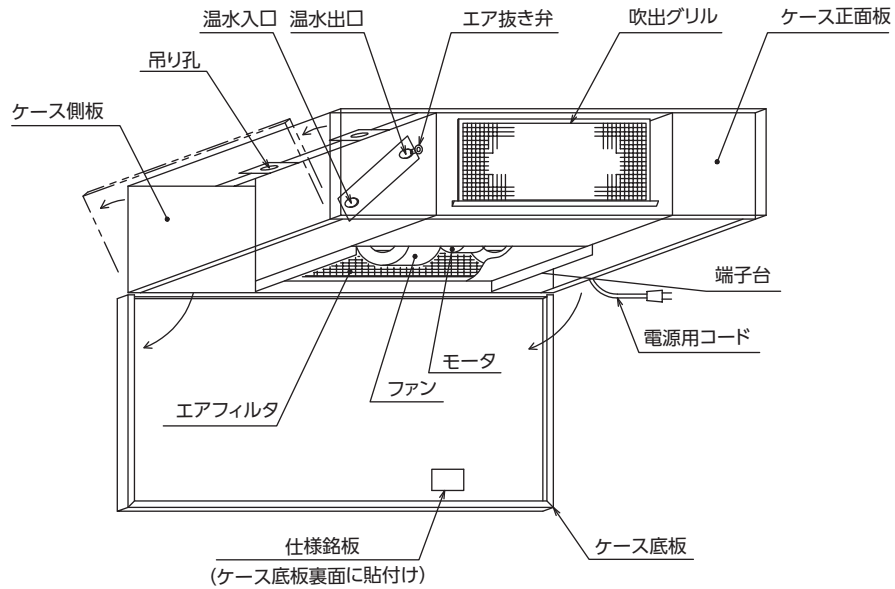 温水入口
温水出口
エア抜き弁
吹出グリル
ケース正面板
吊り孔
ケース側板
端子台
電源用コード
モータ
ファン
エアフィルタ
仕様銘板
(ケース底板裏面に貼付け)
ケース底板